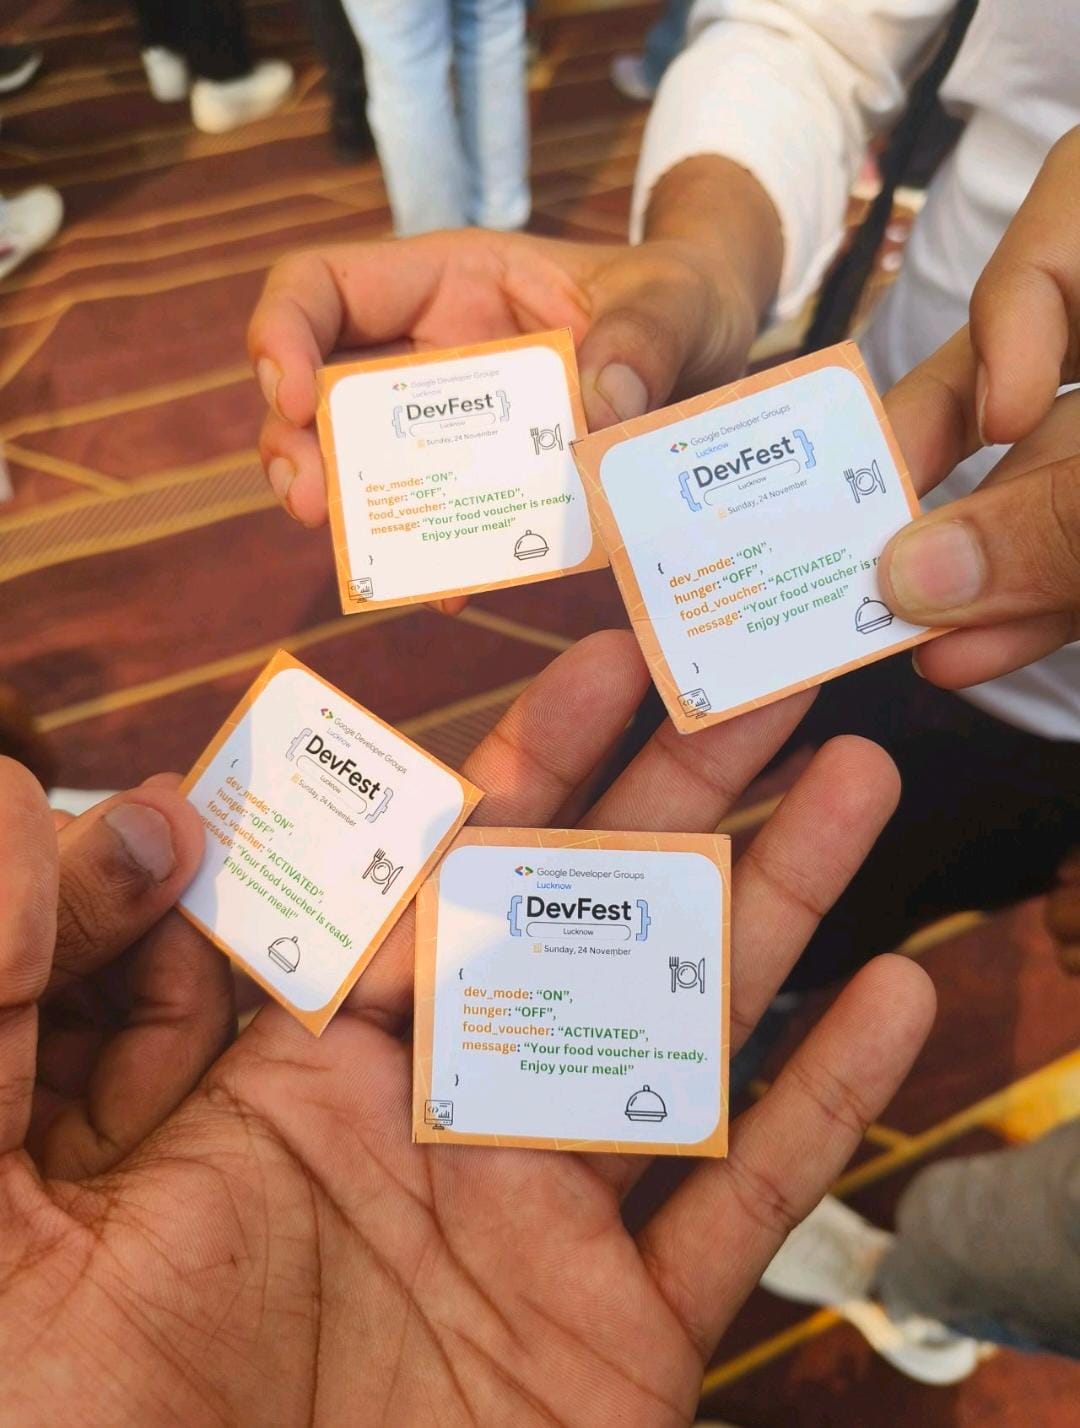 Google Developer Groups
Lucknow
DevFest
Lucknow
Sunday, 24 November
{
dev_mode: “ON”,
hunger: “OFF”,
food_voucher: “ACTIVATED”,
message: “Your food voucher is ready.
Enjoy your meal!”
}
</>
Google Developer Groups
Lucknow
DevFest
Lucknow
Sunday, 24 November
{
dev_mode: “ON”,
hunger: “OFF”,
food_voucher: “ACTIVATED”,
message: “Your food voucher is r
Enjoy your meal!”
}
</>
Google Developer Groups
Lucknow
DevFest
Lucknow
Sunday, 24 November
{
dev_mode: “ON”,
hunger: “OFF”,
food_voucher: “ACTIVATED”,
message: “Your food voucher is ready.
Enjoy your meal!”
Google Developer Groups
Lucknow
DevFest
Lucknow
Sunday, 24 November
{
dev_mode: “ON”,
hunger: “OFF”,
food_voucher: “ACTIVATED”,
message: “Your food voucher is ready.
Enjoy your meal!”
}
</>